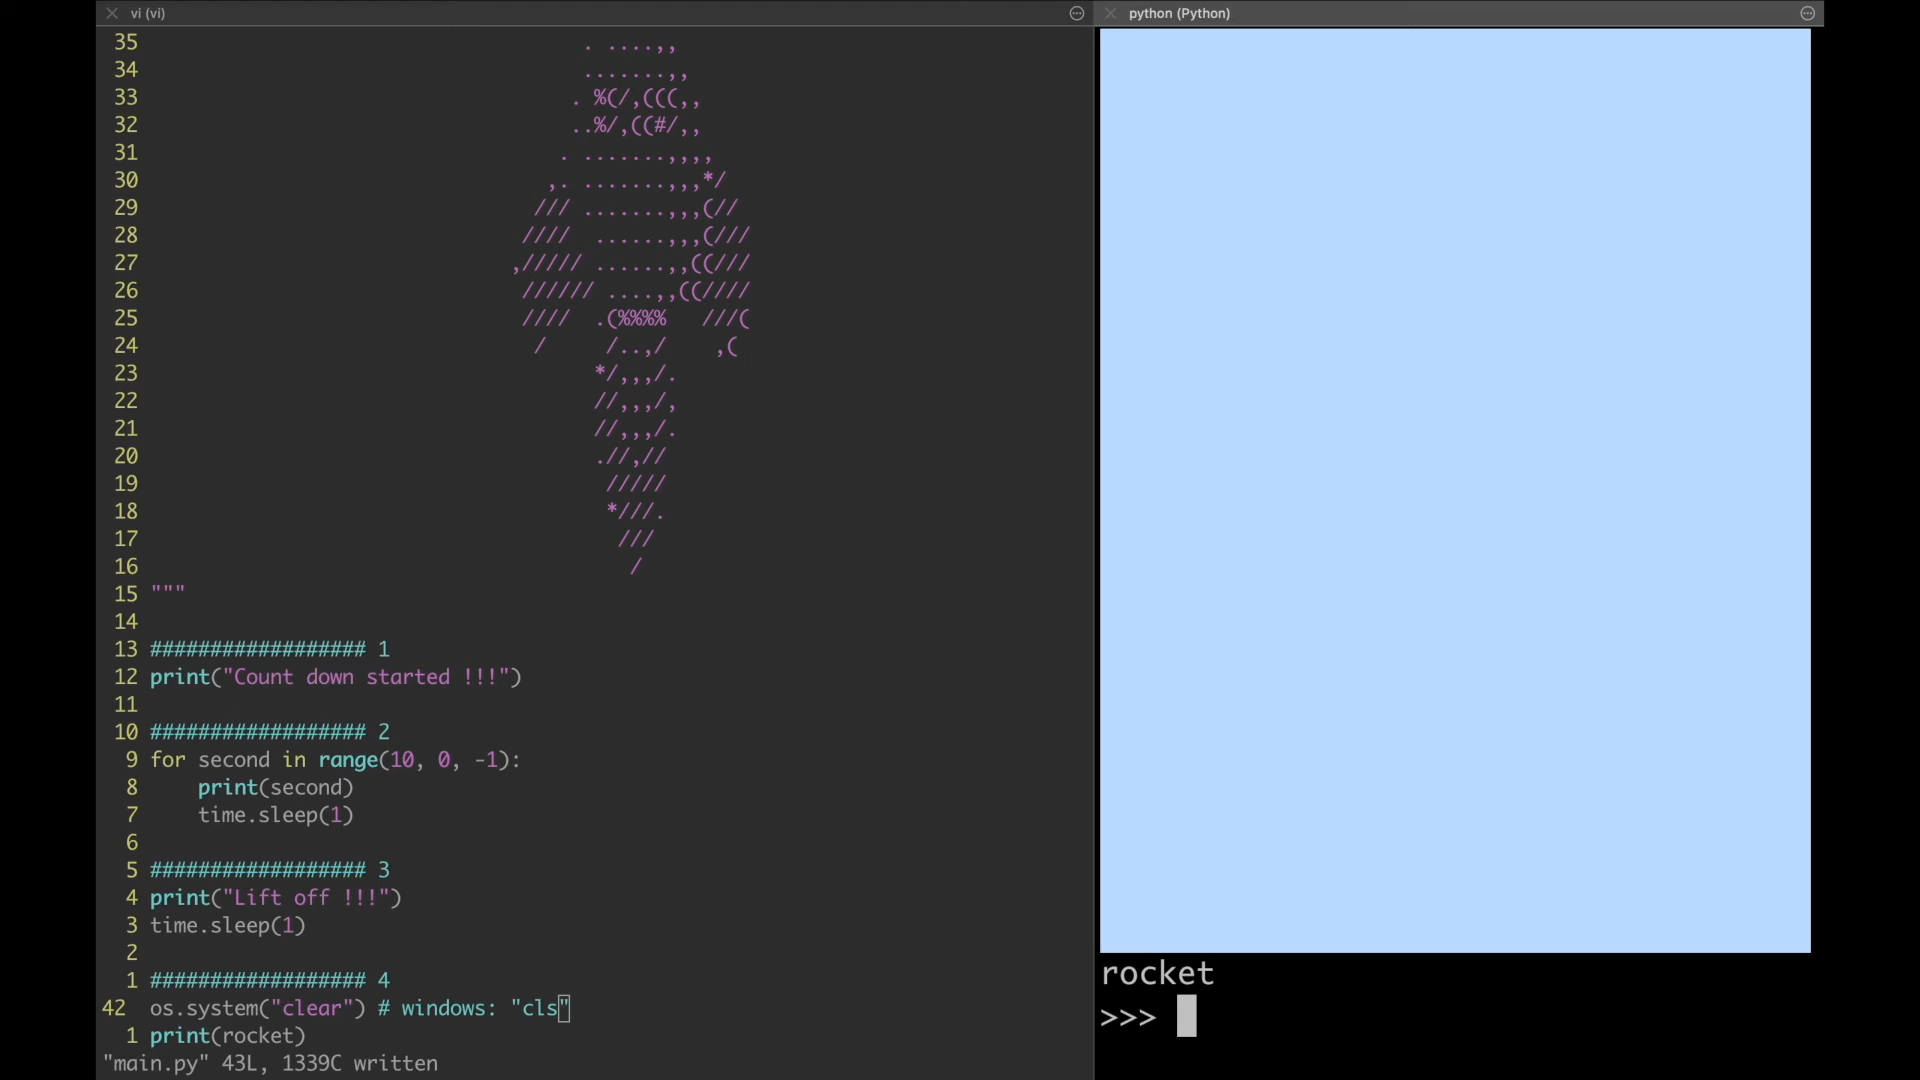 vi (vi)
python (Python)
35 . ....,,
34 .......,,
33 . %(/,(((,,
32 ..%/,((#/,,
31 . .......,,,,
30 ,. .......,,,*/
29 /// .......,,,(//
28 ////  ......,,,(///
27 ,///// ......,,((///
26 ////// ....,,((////
25 ////  .(%%%%   ///(
24 /     /..,/    ,(
23 */,,,/.
22 //,,,/,
21 //,,,/.
20 .//,//
19 /////
18 *///.
17 ///
16 /
15 """
14
13 ################## 1
12 print("Count down started !!!")
11
10 ################## 2
9 for second in range(10, 0, -1):
8     print(second)
7     time.sleep(1)
6
5 ################## 3
4 print("Lift off !!!")
3 time.sleep(1)
2
1 ################## 4
42 os.system("clear") # windows: "cls"
1 print(rocket)
"main.py" 43L, 1339C written
rocket
>>>